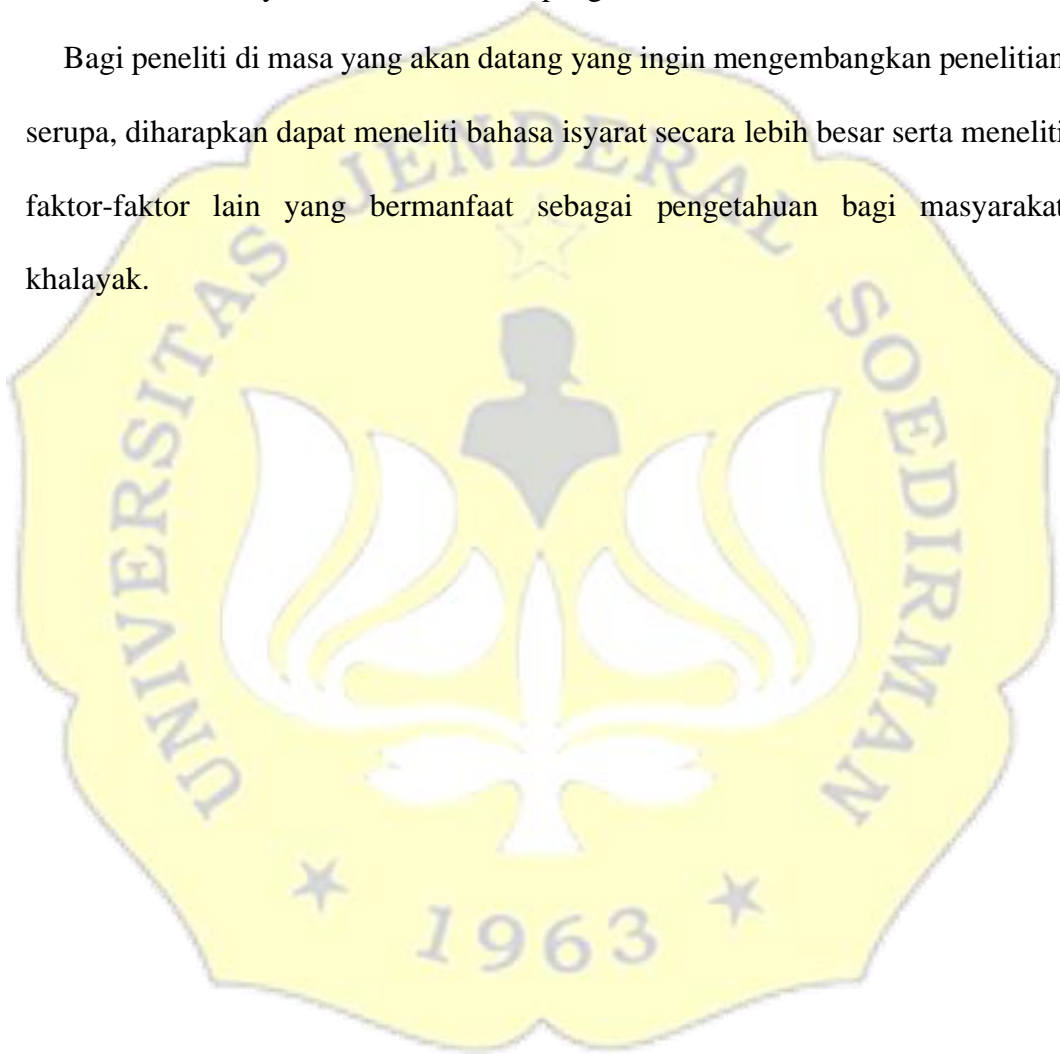 Bagi peneliti di masa yang akan datang yang ingin mengembangkan penelitian
serupa, diharapkan dapat meneliti bahasa isyarat secara lebih besar serta meneliti
faktor-faktor lain yang bermanfaat sebagai pengetahuan bagi masyarakat
khalayak.
UNIVERSITAS JENDERAL SOEDIRMAN
1963